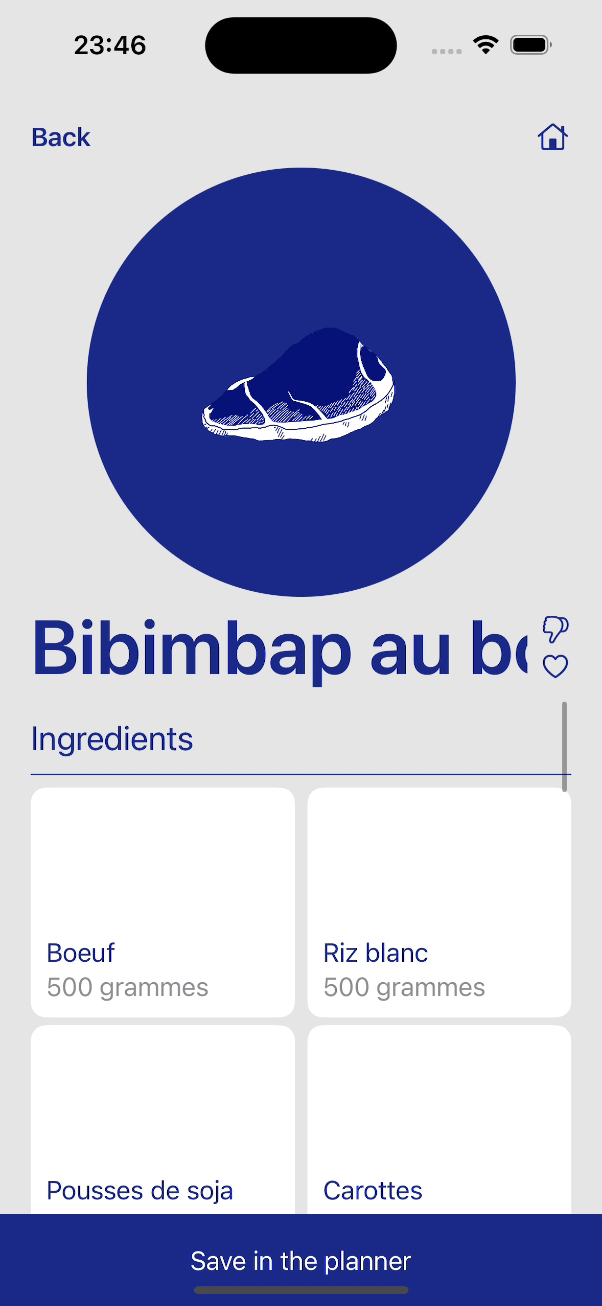 23:46
Back
Bibimbap au bo
Ingredients
Boeuf
500 grammes
Riz blanc
500 grammes
Pousses de soja
Carottes
Save in the planner